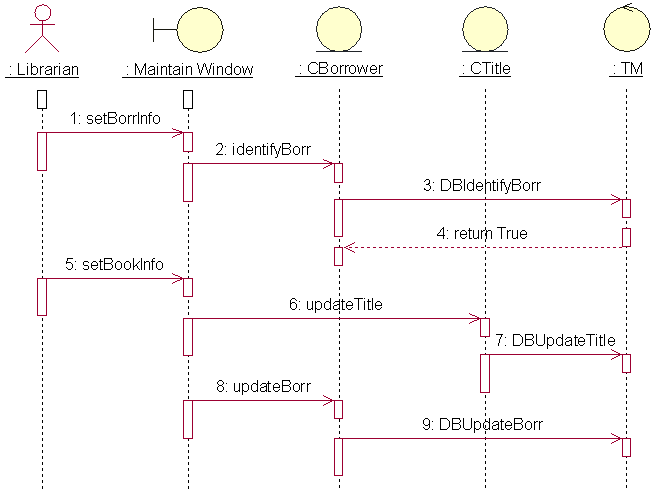 : Librarian
: Maintain Window
: CBorrower
: CTitle
: TM
1: setBorrInfo
2: identifyBorr
3: DBIdentifyBorr
4: return True
5: setBookInfo
6: updateTitle
7: DBUpdateTitle
8: updateBorr
9: DBUpdateBorr